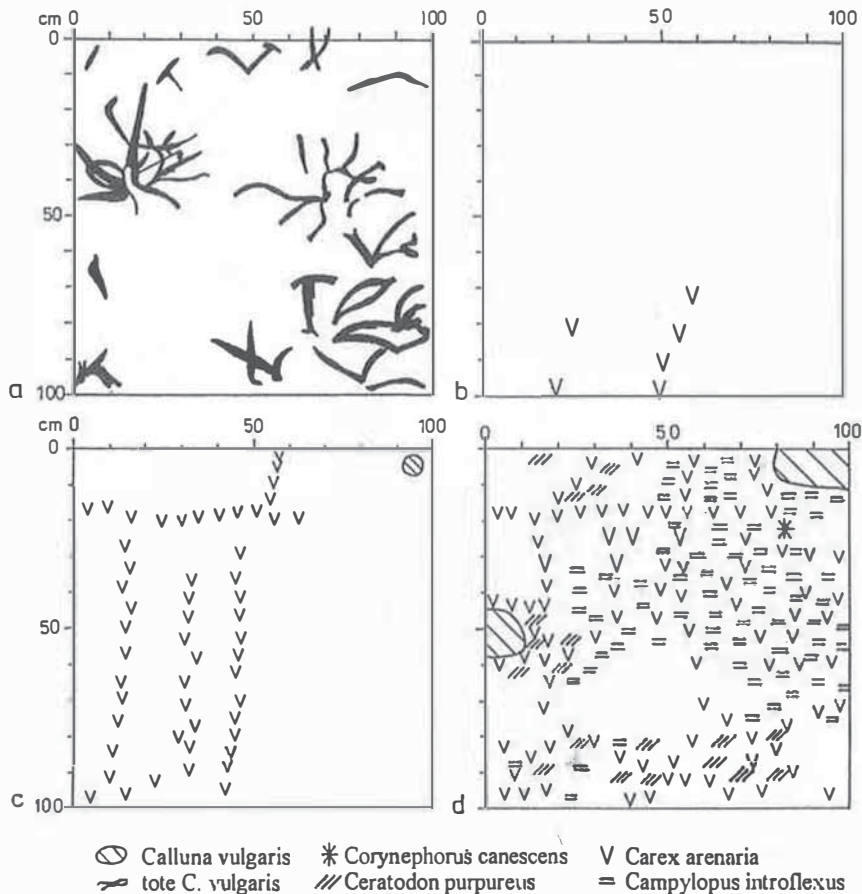 cm 0 50 100
0 50 100
0
50
100
a
b
cm 0 50 100
0 50 100
0
50
100
c
d
Calluna vulgaris Corynephorus canescens Carex arenaria
tote C. vulgaris Ceratodon purpureus Campylopus introflexus